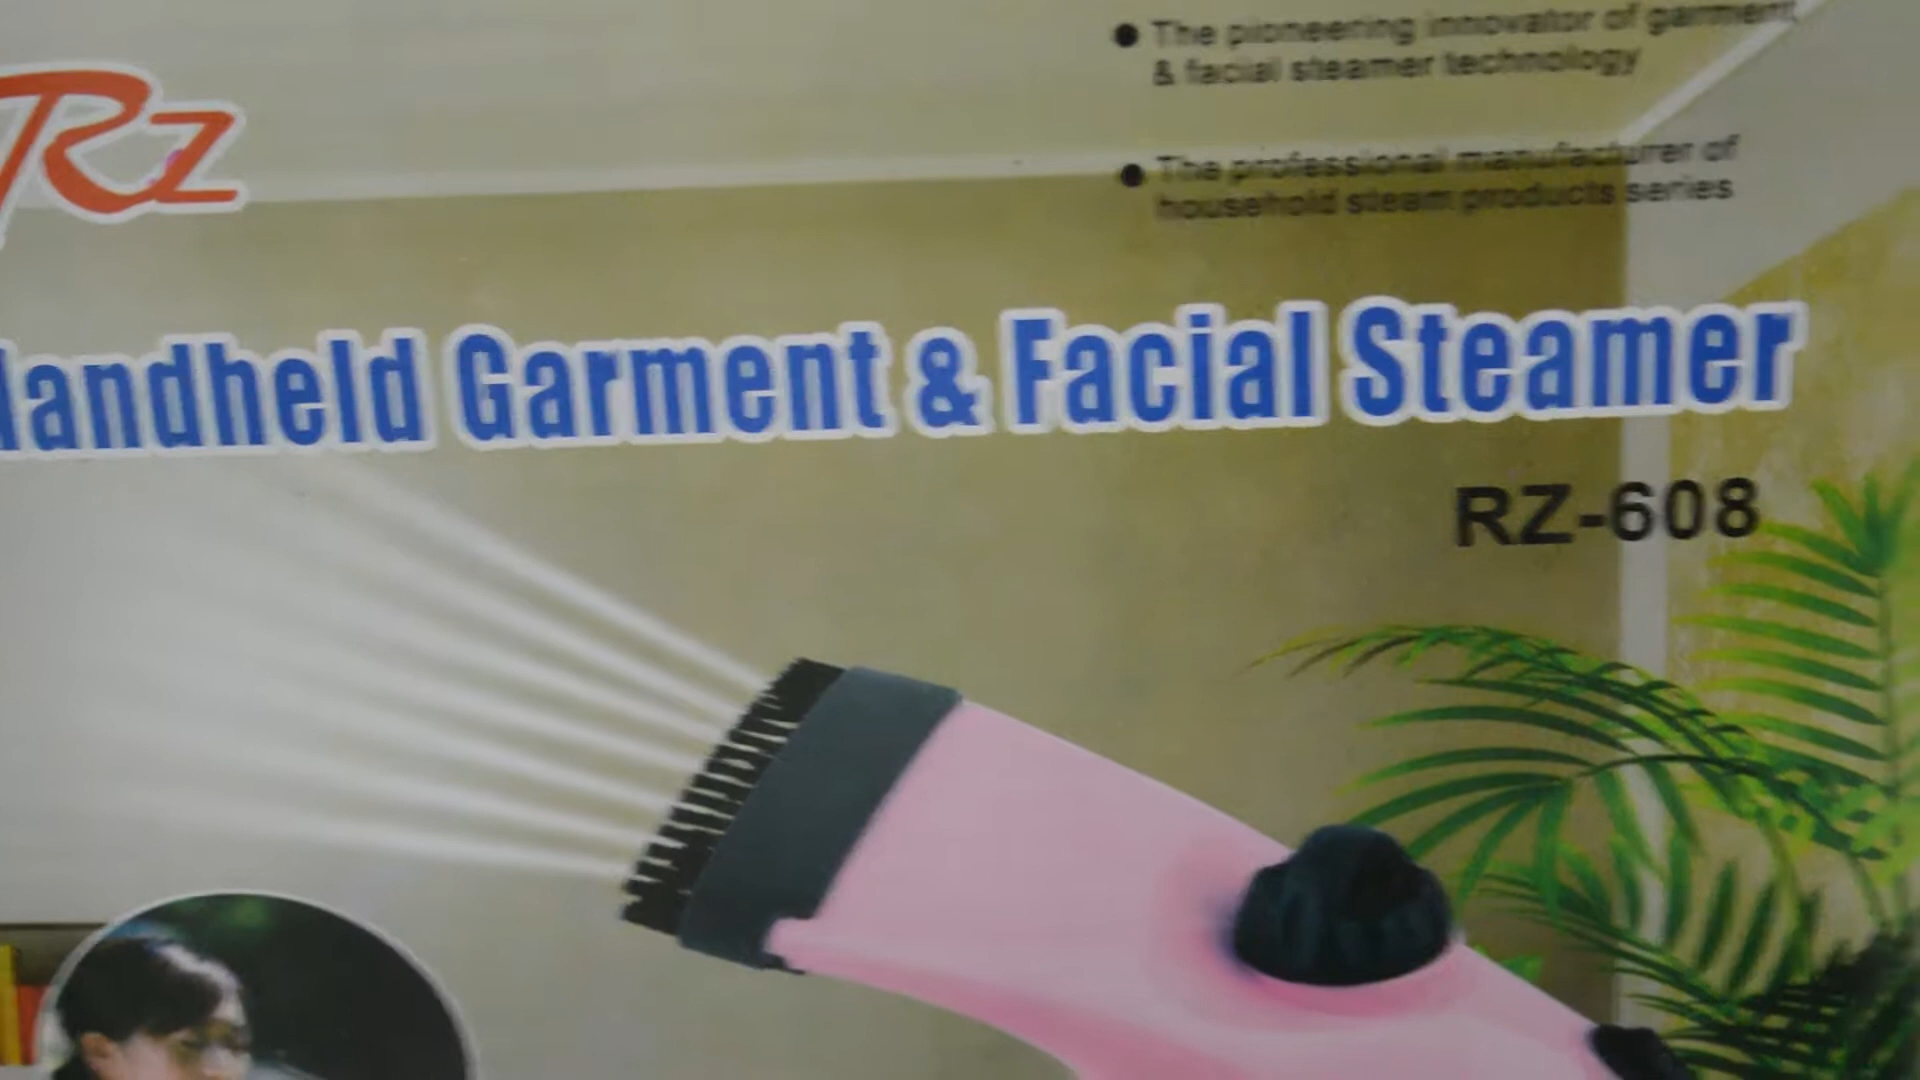 The pioneering innovator of garment
& facial steamer technology
Rz
The professional manufacturer of
household steam products series
Handheld Garment & Facial Steamer
RZ-608